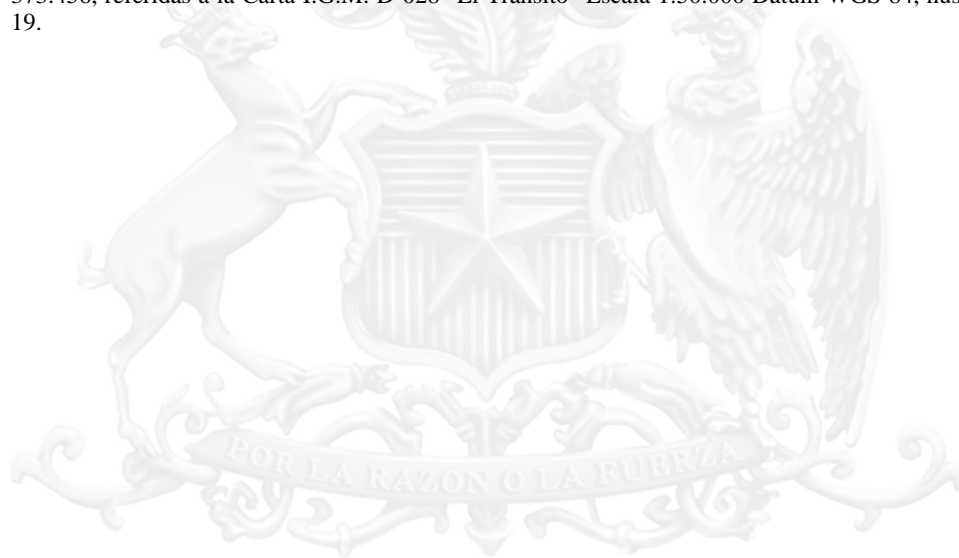 referidas a la Carta I.G.M. D-028 "El Tránsito" Escala 1:50.000 Datum WGS 84,
19.
POR LA RAZON O LA FUERZA